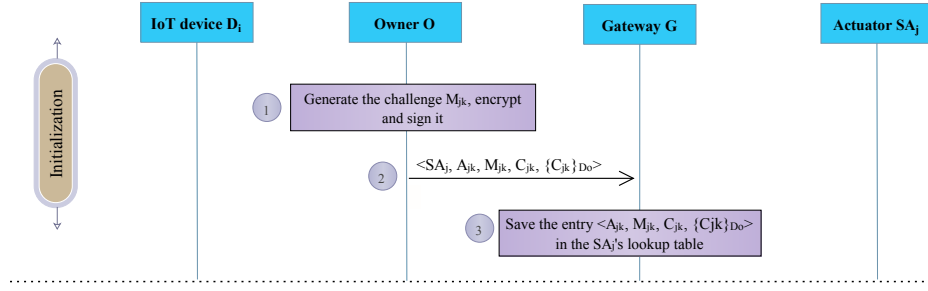 IoT device Di
Owner O
Gateway G
Actuator SAj
Initialization
1
Generate the challenge Mjk, encrypt
and sign it
2
<SAj, Ajk, Mjk, Cjk, {Cjk}Do>
3
Save the entry <Ajk, Mjk, Cjk, {Cjk}Do>
in the SAj's lookup table